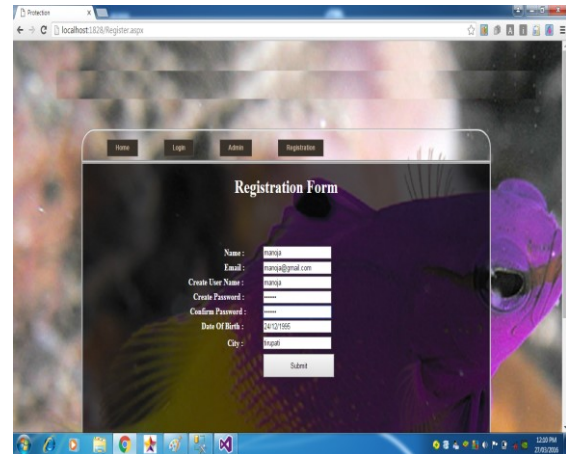 Protection
localhost:1828/Register.aspx
Home Login Admin Registration
Registration Form
Name : manoja
Email : manoja@gmail.com
Create User Name : manoja
Create Password : ••••••
Confirm Password : ••••••
Date Of Birth : 24/12/1995
City : tirupati
Submit
12:10 PM
27/03/2016